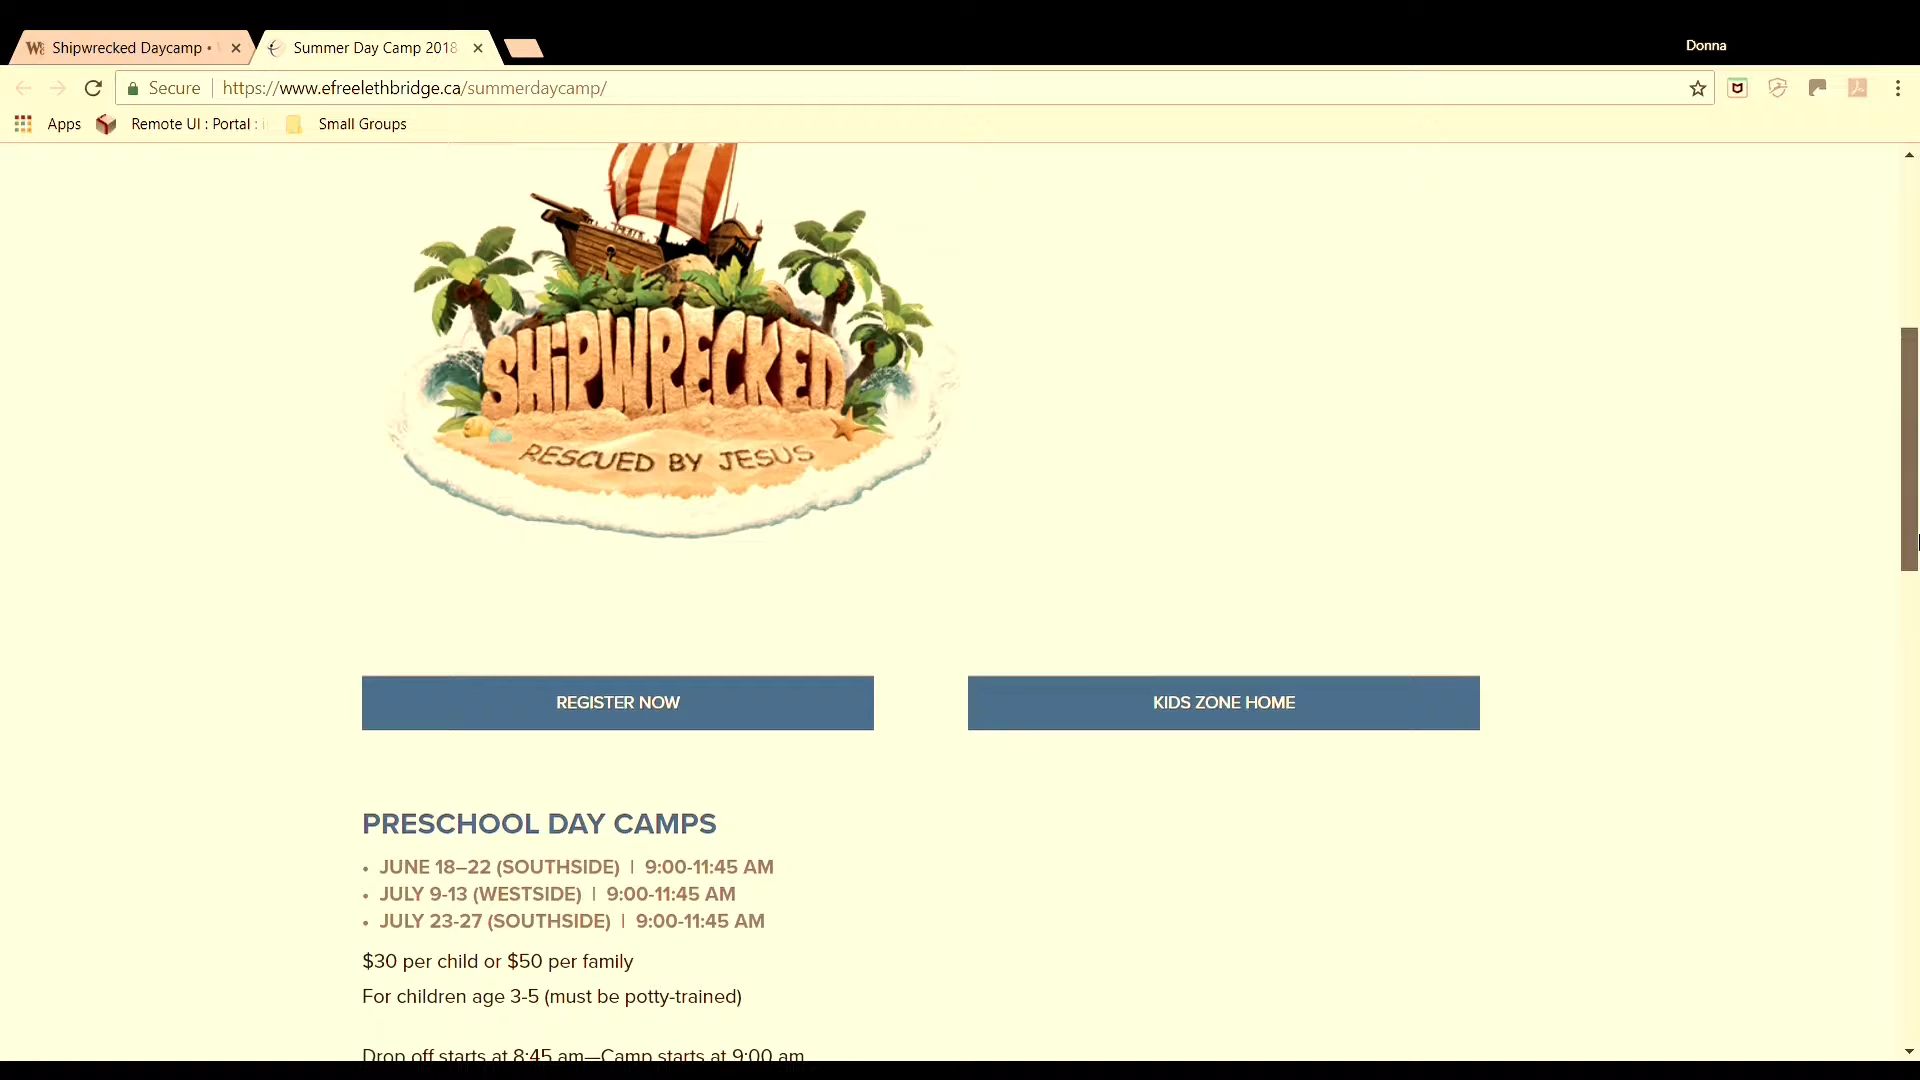 Shipwrecked Daycamp •
Summer Day Camp 2018
Donna
Secure
https://www.efreelethbridge.ca/summerdaycamp/
Apps
Remote UI : Portal :
Small Groups
SHIPWRECKED
RESCUED BY JESUS
REGISTER NOW
KIDS ZONE HOME
PRESCHOOL DAY CAMPS
• JUNE 18–22 (SOUTHSIDE) | 9:00-11:45 AM
• JULY 9-13 (WESTSIDE) | 9:00-11:45 AM
• JULY 23-27 (SOUTHSIDE) | 9:00-11:45 AM
$30 per child or $50 per family
For children age 3-5 (must be potty-trained)
Drop off starts at 8:45 am—Camp starts at 9:00 am